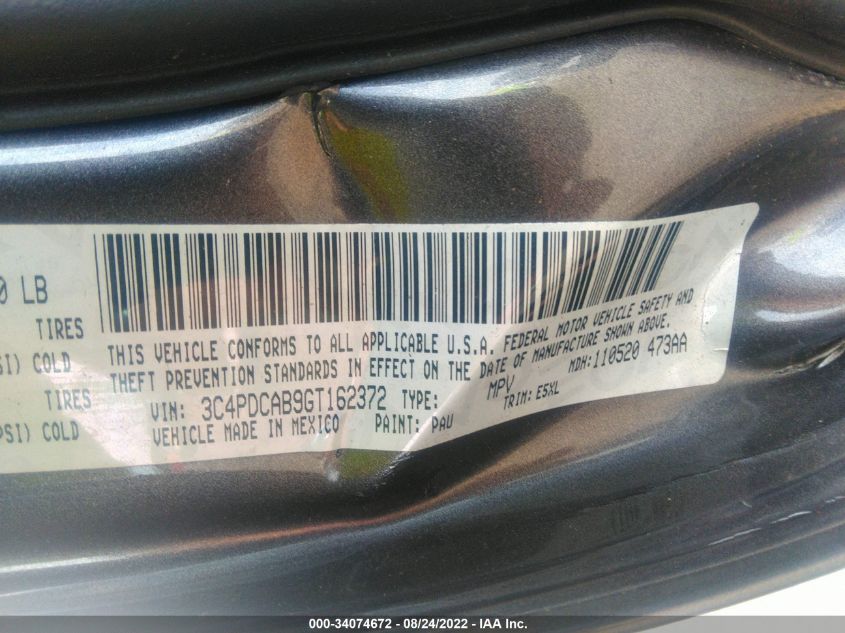 0 LB
TIRES
SI) COLD
TIRES
PSI) COLD
THIS VEHICLE CONFORMS TO ALL APPLICABLE U.S.A. FEDERAL MOTOR VEHICLE SAFETY AND
THEFT PREVENTION STANDARDS IN EFFECT ON THE DATE OF MANUFACTURE SHOWN ABOVE.
MDH: 110520 473AA
VIN: 3C4PDCAB9GT162372 TYPE: MPV TRIM: E5XL
VEHICLE MADE IN MEXICO PAINT: PAU
000-34074672 - 08/24/2022 - IAA Inc.